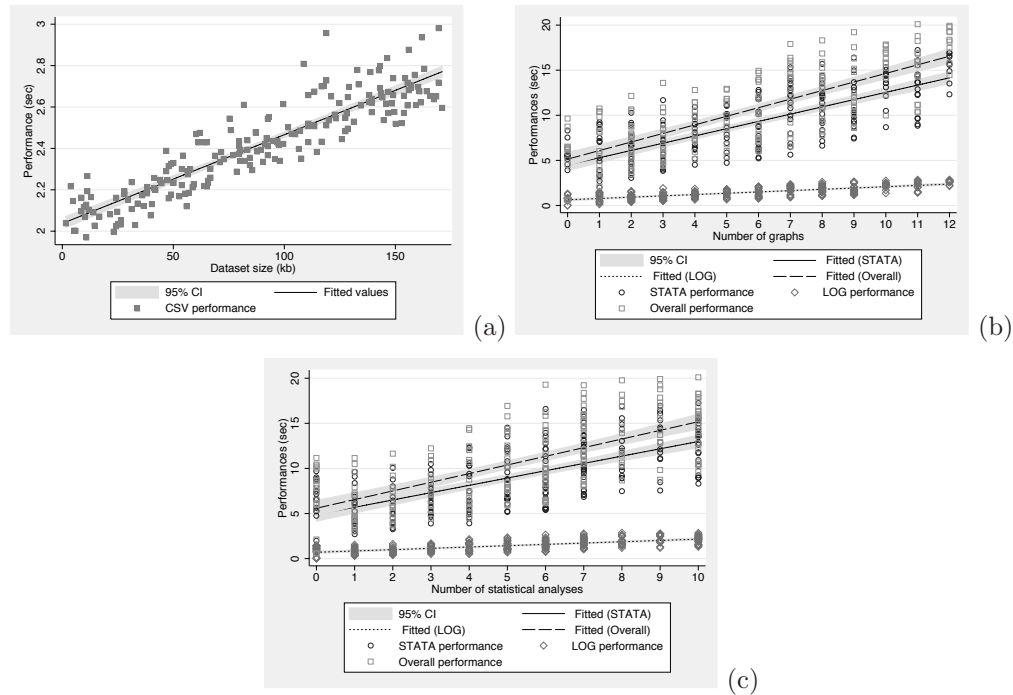 3
2.8
2.6
2.4
2.2
2
Performance (sec)
0 50 100 150
Dataset size (kb)
95% CI Fitted values
CSV performance
(a)
20
15
10
5
0
Performances (sec)
0 1 2 3 4 5 6 7 8 9 10 11 12
Number of graphs
95% CI Fitted (STATA)
Fitted (LOG) Fitted (Overall)
STATA performance LOG performance
Overall performance
(b)
20
15
10
5
0
Performances (sec)
0 1 2 3 4 5 6 7 8 9 10
Number of statistical analyses
95% CI Fitted (STATA)
Fitted (LOG) Fitted (Overall)
STATA performance LOG performance
Overall performance
(c)